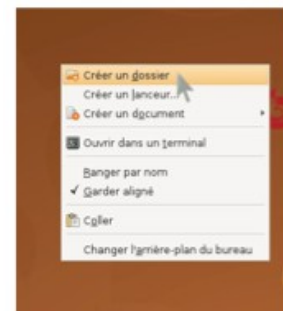 Créer un dossier
Créer un lanceur...
Créer un document
Ouvrir dans un terminal
Ranger par nom
Garder aligné
Coller
Changer l'arrière-plan du bureau